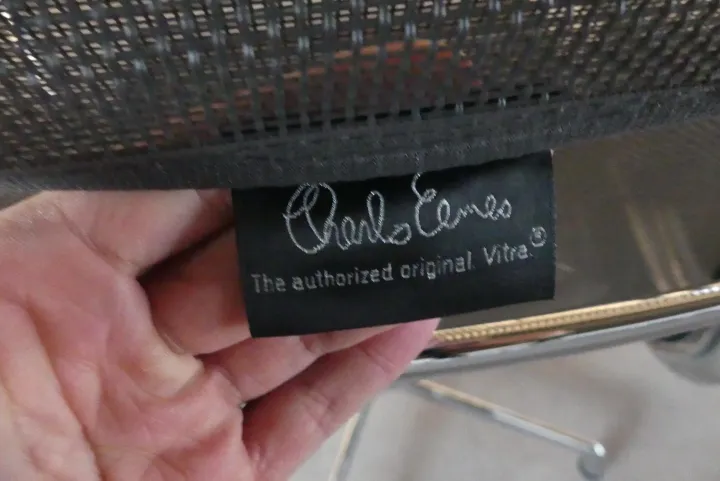 Charles Eames
The authorized original. Vitra.®